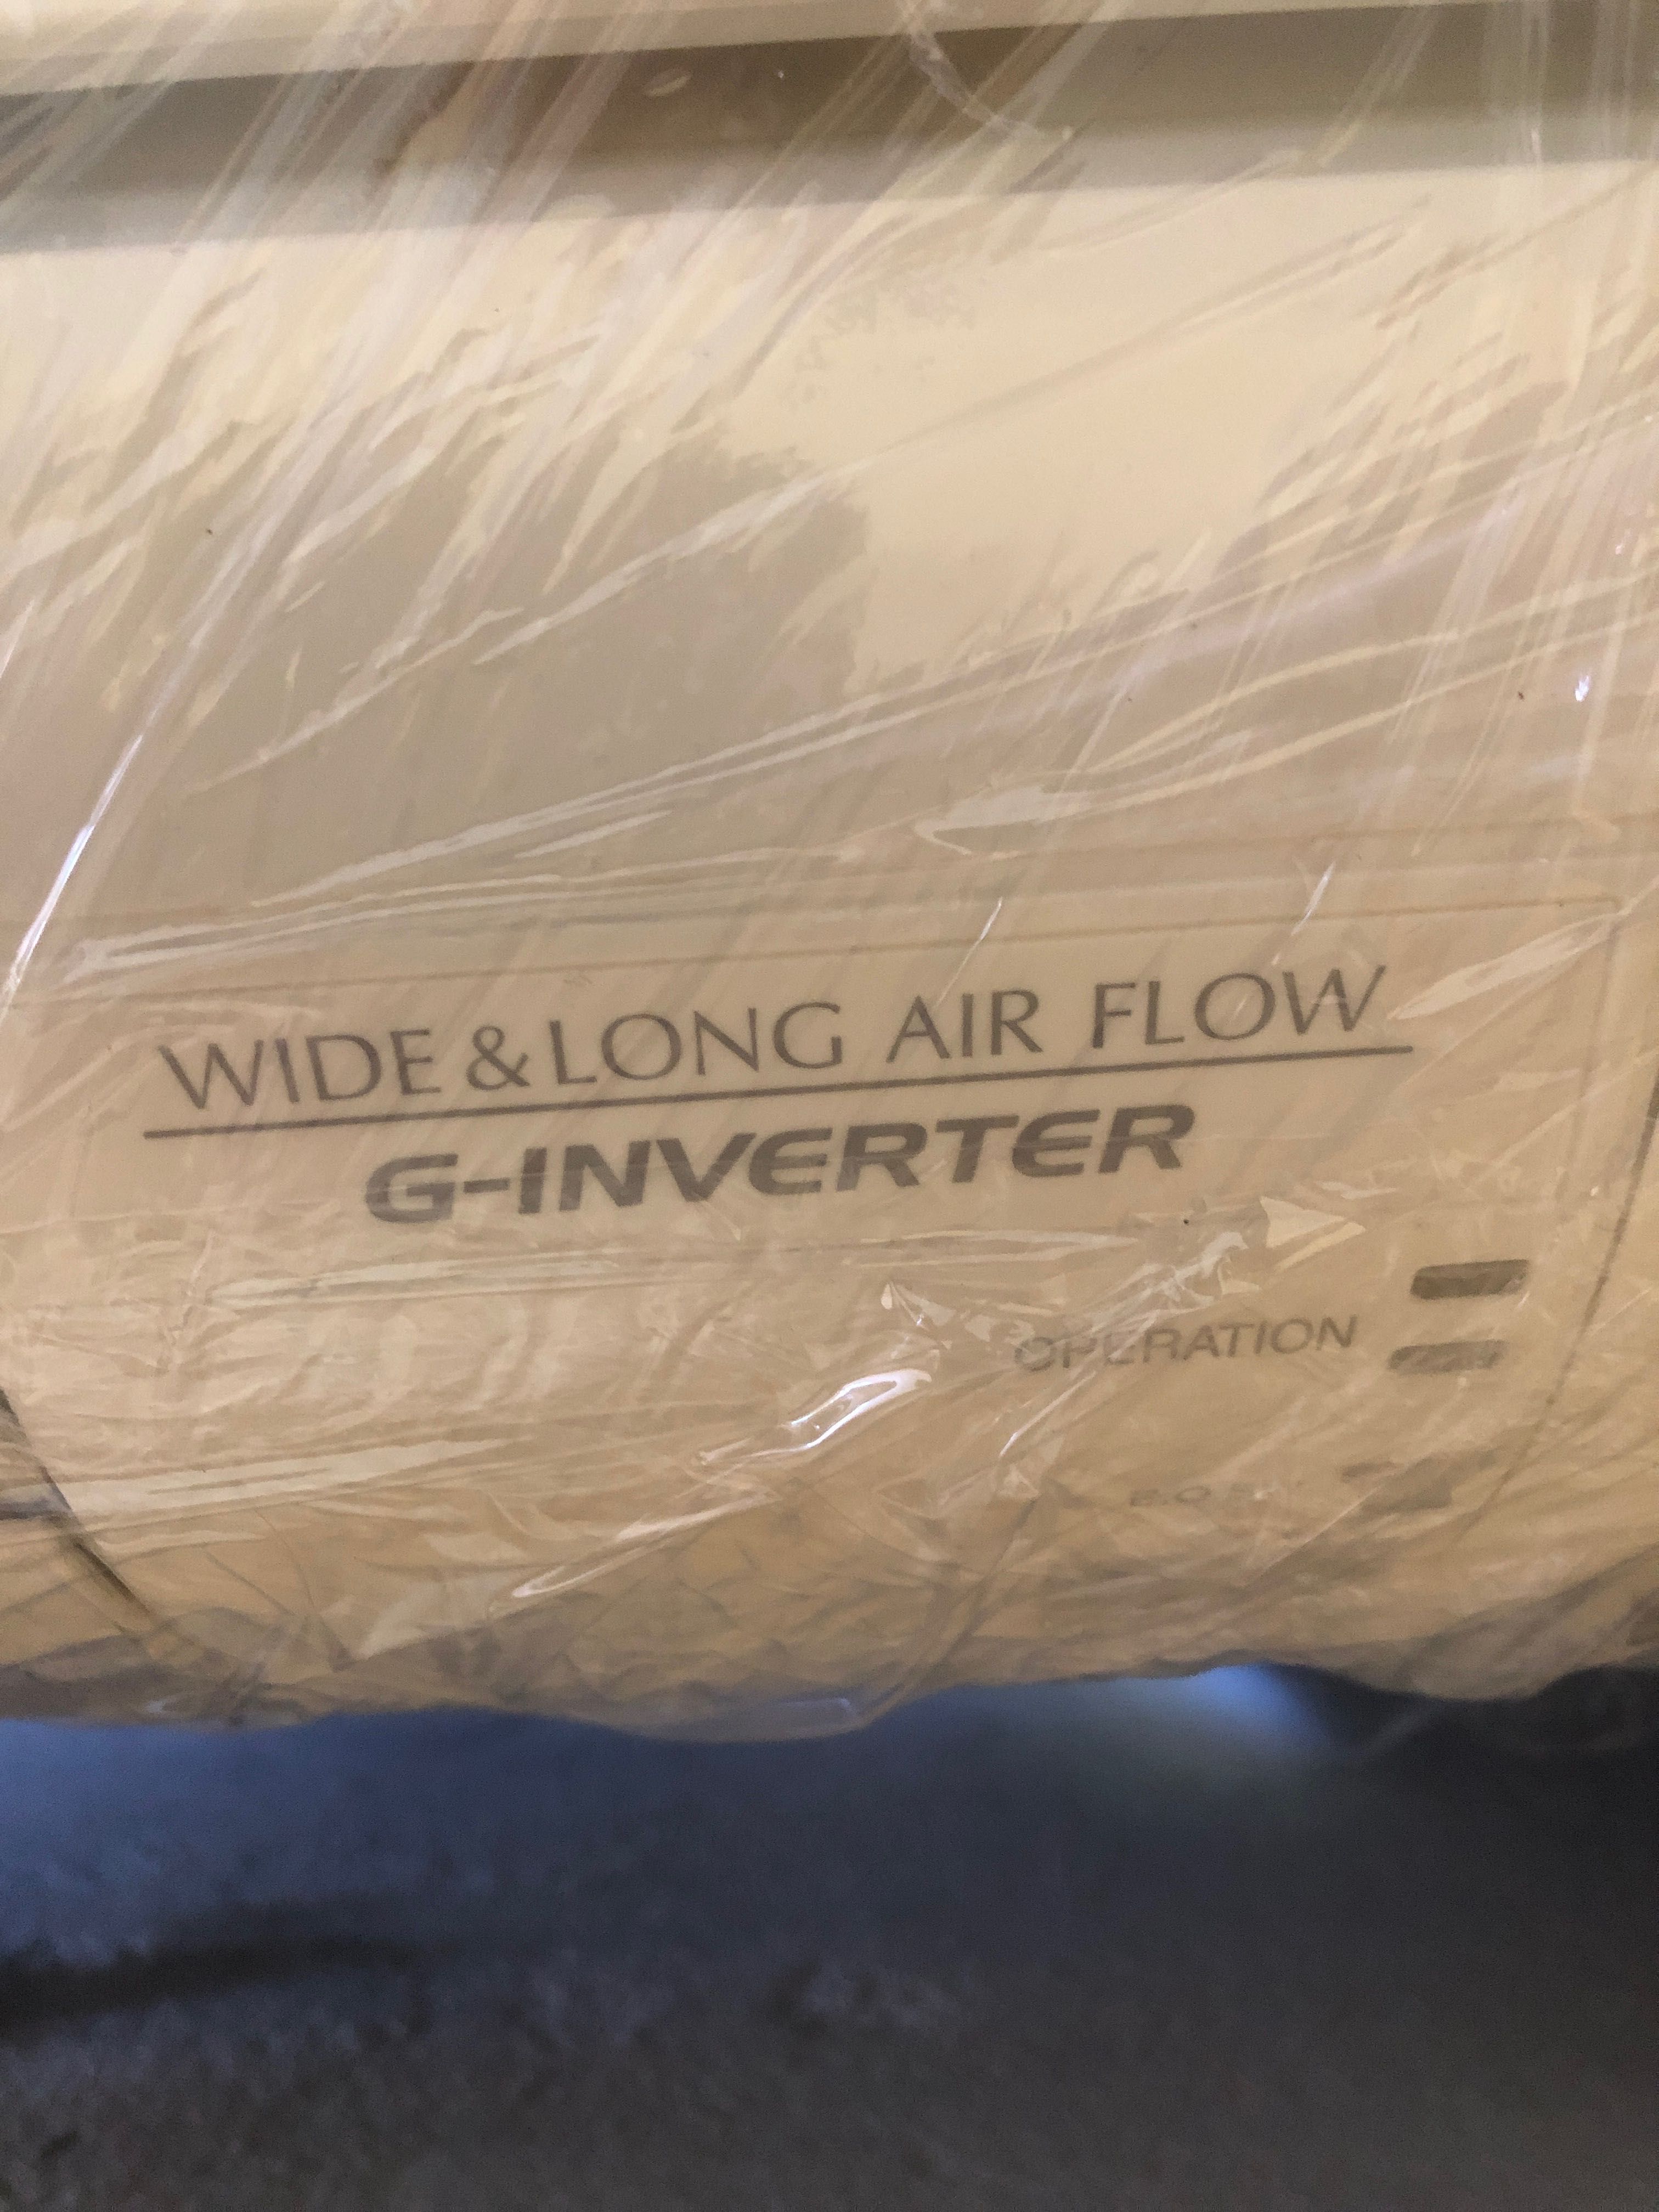 WIDE & LONG AIR FLOW
G-INVERTER
OPERATION